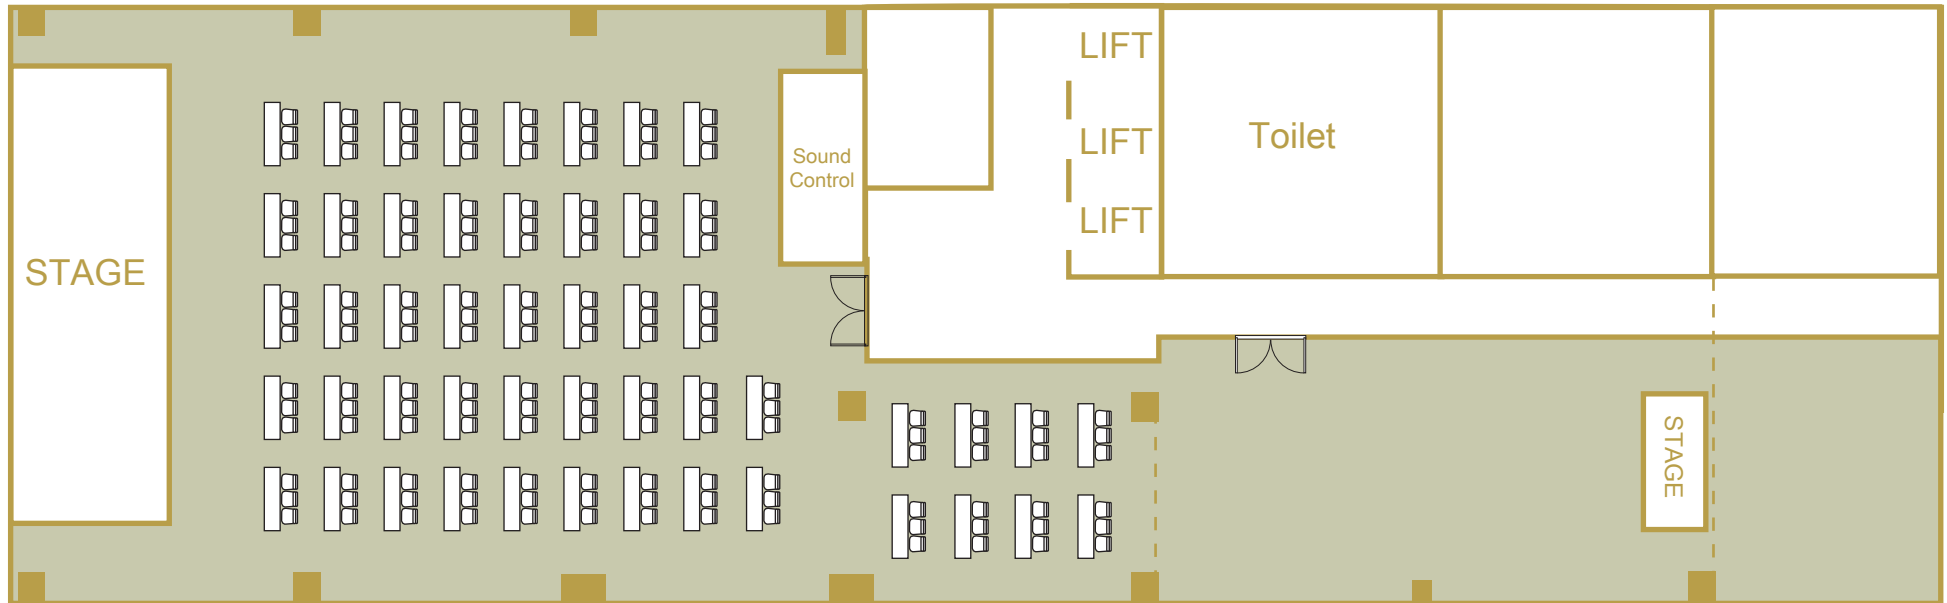 LIFT
LIFT
LIFT
Toilet
Sound
Control
STAGE
STAGE